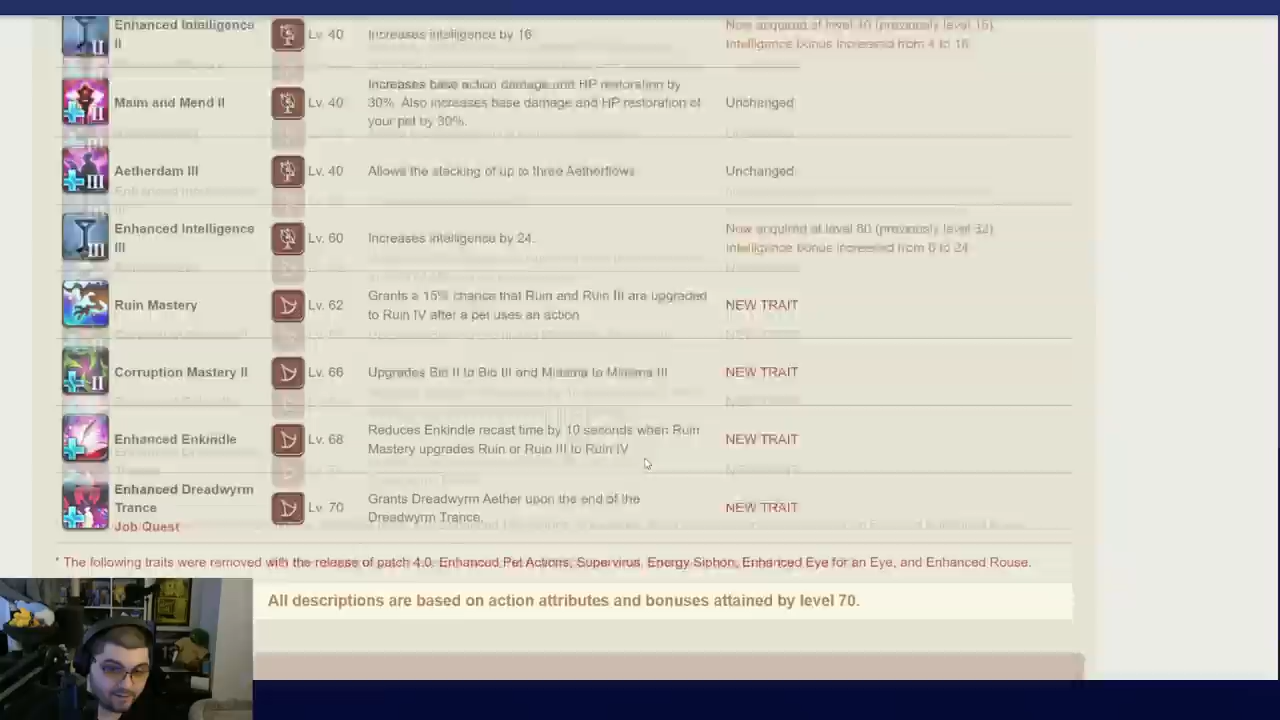 Enhanced Intelligence
II
Lv. 40
Increases intelligence by 16
Now acquired at level 40 (previously level 16)
Intelligence bonus increased from 4 to 16
Maim and Mend II
Lv. 40
Increases base action damage and HP restoration by
30%. Also increases base damage and HP restoration of
your pet by 30%.
Unchanged
Aetherdam III
Lv. 40
Allows the stacking of up to three Aetherflows
Unchanged
Enhanced Intelligence
III
Lv. 60
Increases intelligence by 24.
Now acquired at level 60 (previously level 32)
Intelligence bonus increased from 6 to 24
Ruin Mastery
Lv. 62
Grants a 15% chance that Ruin and Ruin III are upgraded
to Ruin IV after a pet uses an action
NEW TRAIT
Corruption Mastery II
Lv. 66
Upgrades Bio II to Bio III and Miasma to Miasma III
NEW TRAIT
Enhanced Enkindle
Lv. 68
Reduces Enkindle recast time by 10 seconds when Ruin
Mastery upgrades Ruin or Ruin III to Ruin IV
NEW TRAIT
Enhanced Dreadwyrm
Trance
Job Quest
Lv. 70
Grants Dreadwyrm Aether upon the end of the
Dreadwyrm Trance.
NEW TRAIT
* The following traits were removed with the release of patch 4.0. Enhanced Pet Actions, Supervirus, Energy Siphon, Enhanced Eye for an Eye, and Enhanced Rouse.
All descriptions are based on action attributes and bonuses attained by level 70.